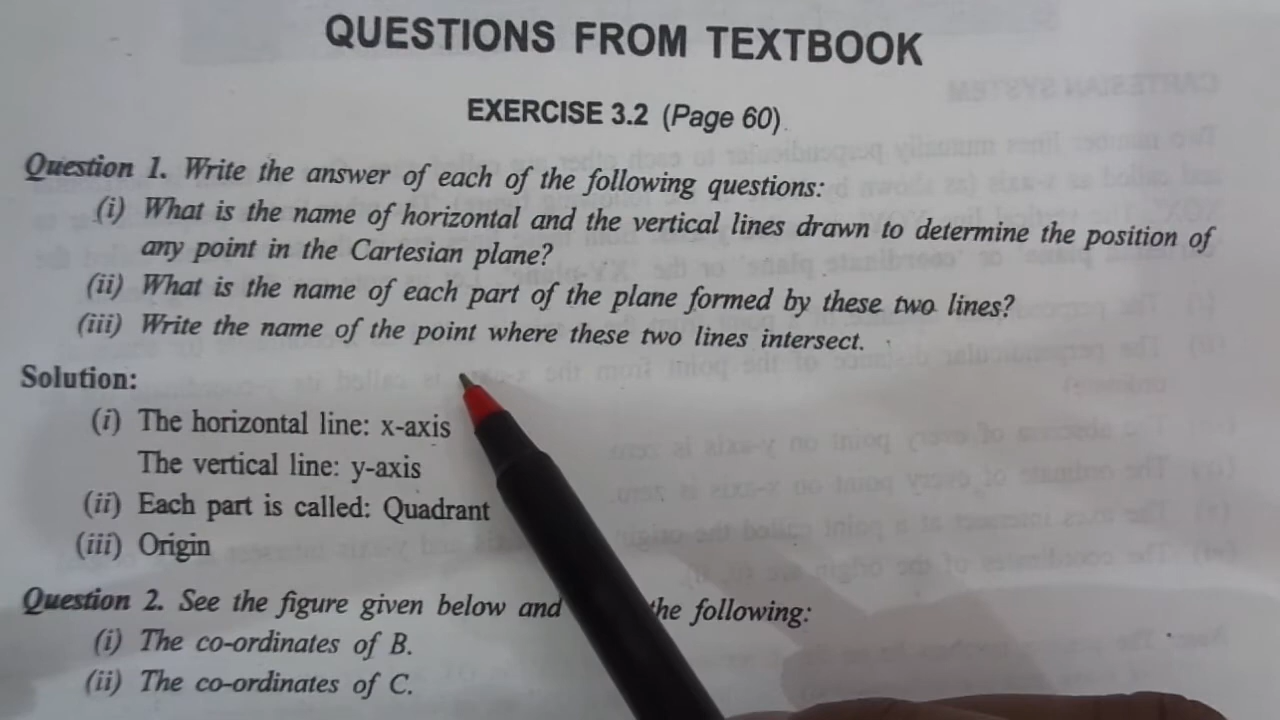 QUESTIONS FROM TEXTBOOK
EXERCISE 3.2 (Page 60)
Question 1. Write the answer of each of the following questions:
(i) What is the name of horizontal and the vertical lines drawn to determine the position of
any point in the Cartesian plane?
(ii) What is the name of each part of the plane formed by these two lines?
(iii) Write the name of the point where these two lines intersect.
Solution:
(i) The horizontal line: x-axis
The vertical line: y-axis
(ii) Each part is called: Quadrant
(iii) Origin
Question 2. See the figure given below and the following:
(i) The co-ordinates of B.
(ii) The co-ordinates of C.